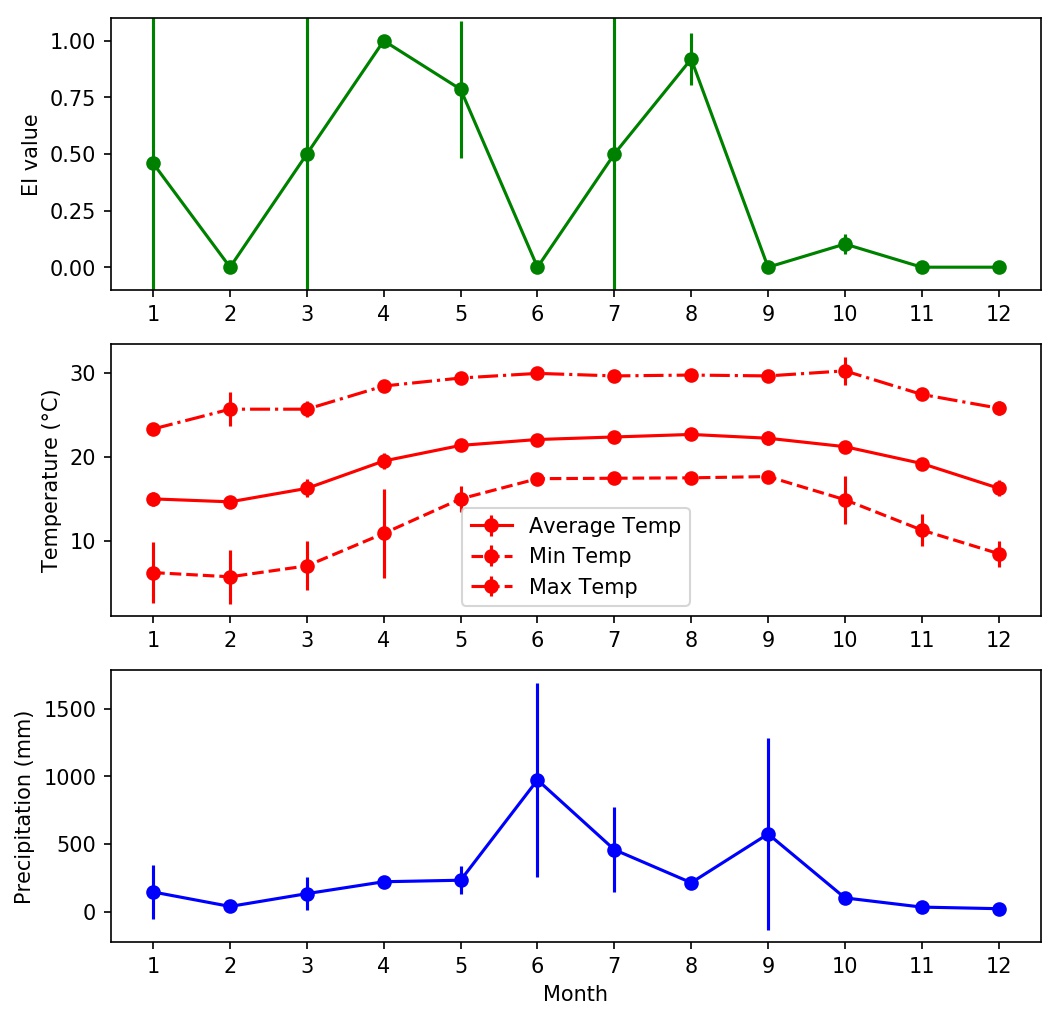 EI value
1.00
0.75
0.50
0.25
0.00
1 2 3 4 5 6 7 8 9 10 11 12
Temperature (°C)
30
20
10
Average Temp
Min Temp
Max Temp
1 2 3 4 5 6 7 8 9 10 11 12
Precipitation (mm)
1500
1000
500
0
1 2 3 4 5 6 7 8 9 10 11 12
Month